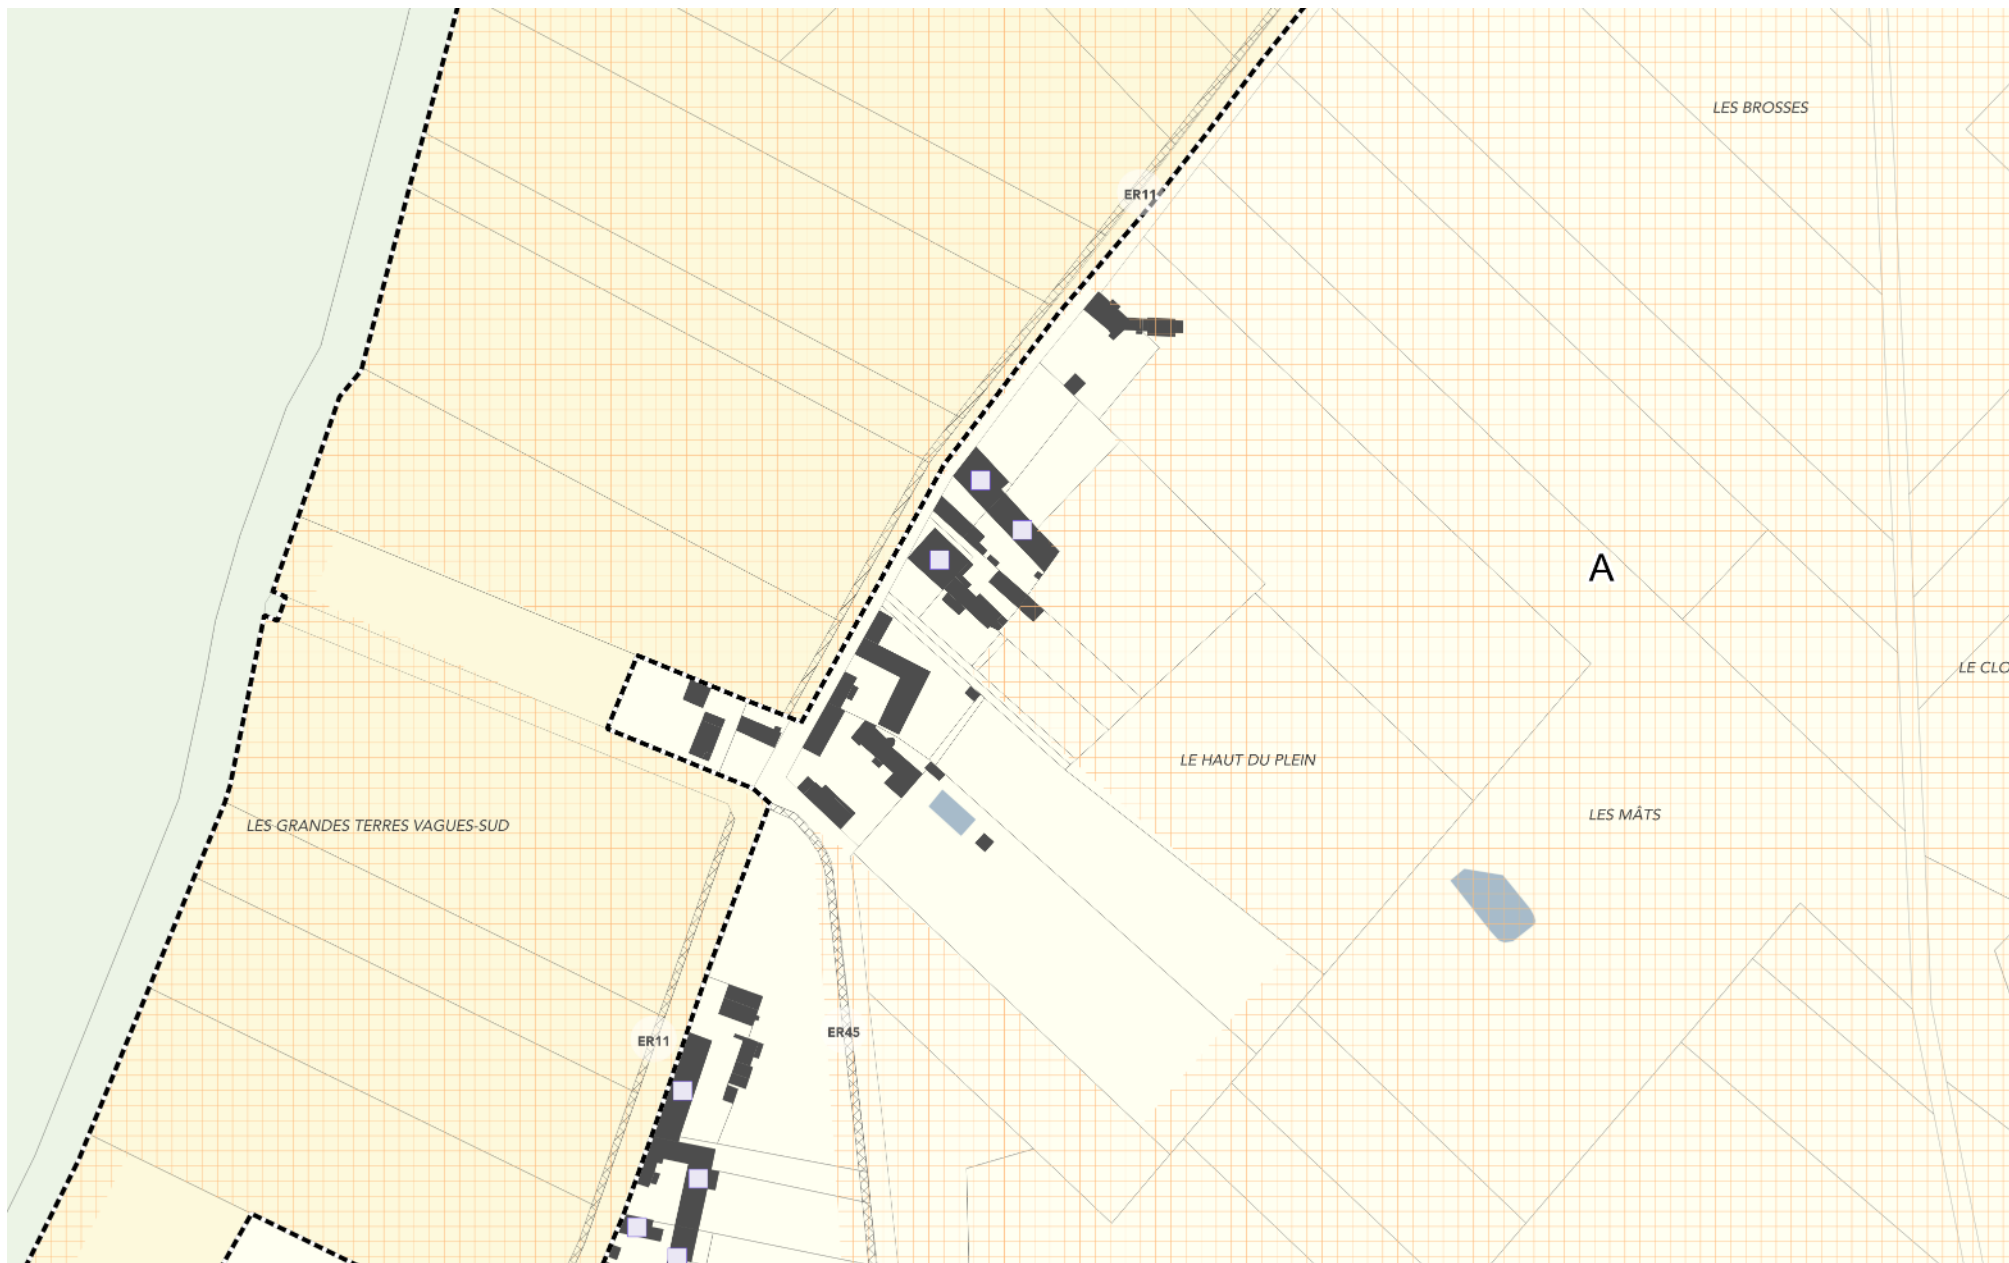 LES BROSSES
ER11
A
LE CLO
LE HAUT DU PLEIN
LES MÂTS
LES GRANDES TERRES VAGUES-SUD
ER45
ER11